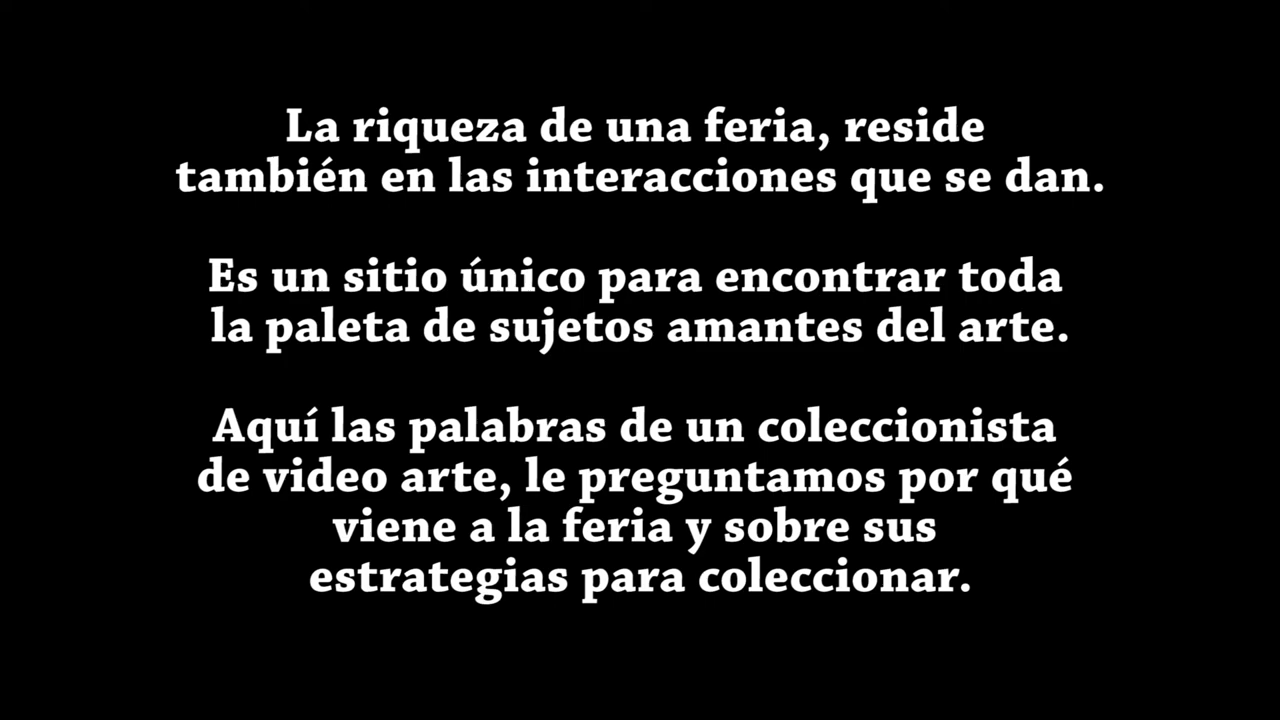 La riqueza de una feria, reside
también en las interacciones que se dan.
Es un sitio único para encontrar toda
la paleta de sujetos amantes del arte.
Aquí las palabras de un coleccionista
de video arte, le preguntamos por qué
viene a la feria y sobre sus
estrategias para coleccionar.